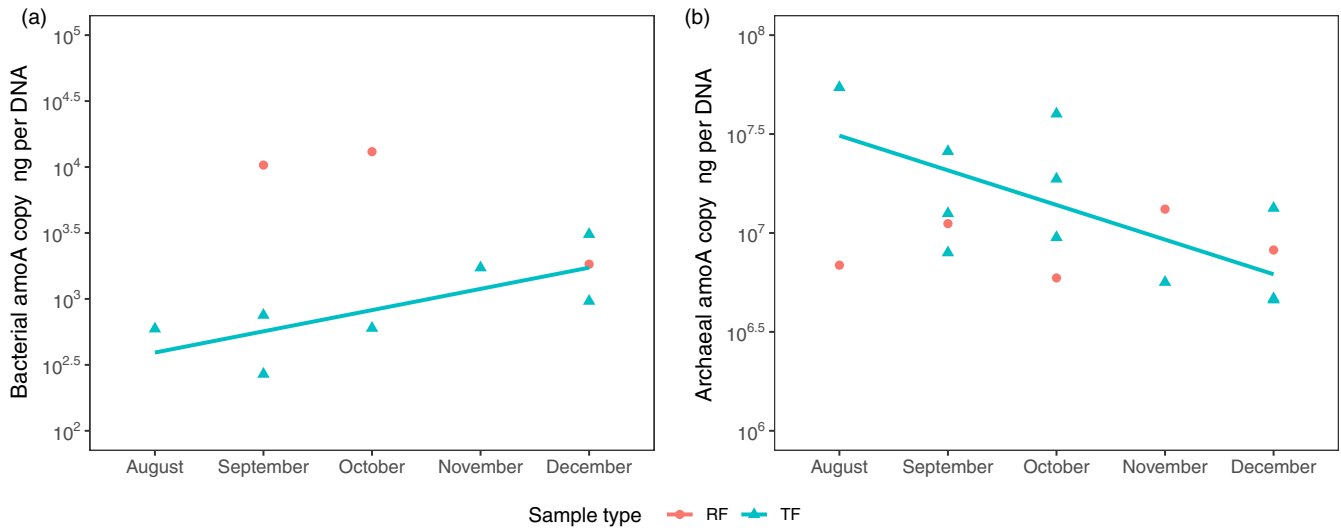 (a)
Bacterial amoA copy ng per DNA
10^5
10^4.5
10^4
10^3.5
10^3
10^2.5
10^2
August September October November December
(b)
Archaeal amoA copy ng per DNA
10^8
10^7.5
10^7
10^6.5
10^6
August September October November December
Sample type RF TF